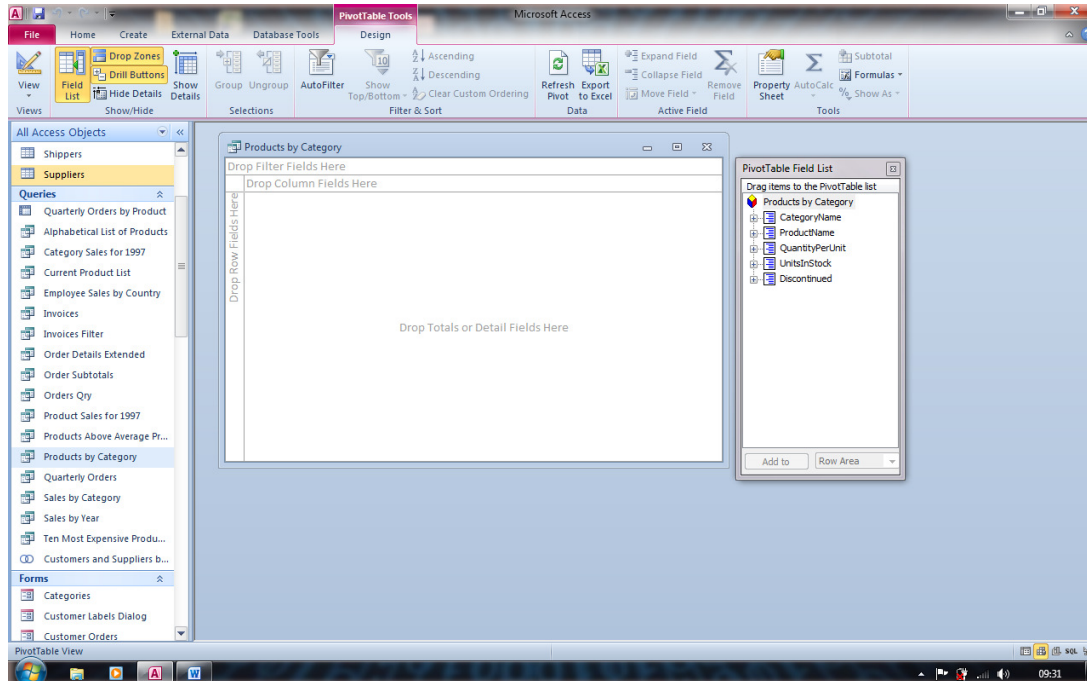 PivotTable Tools
Microsoft Access
File Home Create External Data Database Tools Design
View
Field List
Drop Zones
Drill Buttons
Hide Details
Show Details
Group Ungroup
AutoFilter
Show Top/Bottom
Ascending
Descending
Clear Custom Ordering
Refresh Pivot
Export to Excel
Expand Field
Collapse Field
Move Field
Remove Field
Property Sheet
AutoCalc
Subtotal
Formulas
Show As
Views Show/Hide Selections Filter & Sort Data Active Field Tools
All Access Objects
Shippers
Suppliers
Queries
Quarterly Orders by Product
Alphabetical List of Products
Category Sales for 1997
Current Product List
Employee Sales by Country
Invoices
Invoices Filter
Order Details Extended
Order Subtotals
Orders Qry
Product Sales for 1997
Products Above Average Pr...
Products by Category
Quarterly Orders
Sales by Category
Sales by Year
Ten Most Expensive Produ...
Customers and Suppliers b...
Forms
Categories
Customer Labels Dialog
Customer Orders
Products by Category
Drop Filter Fields Here
Drop Column Fields Here
Drop Row Fields Here
Drop Totals or Detail Fields Here
PivotTable Field List
Drag items to the PivotTable list
Products by Category
CategoryName
ProductName
QuantityPerUnit
UnitsInStock
Discontinued
Add to Row Area
PivotTable View
SQL
09:31